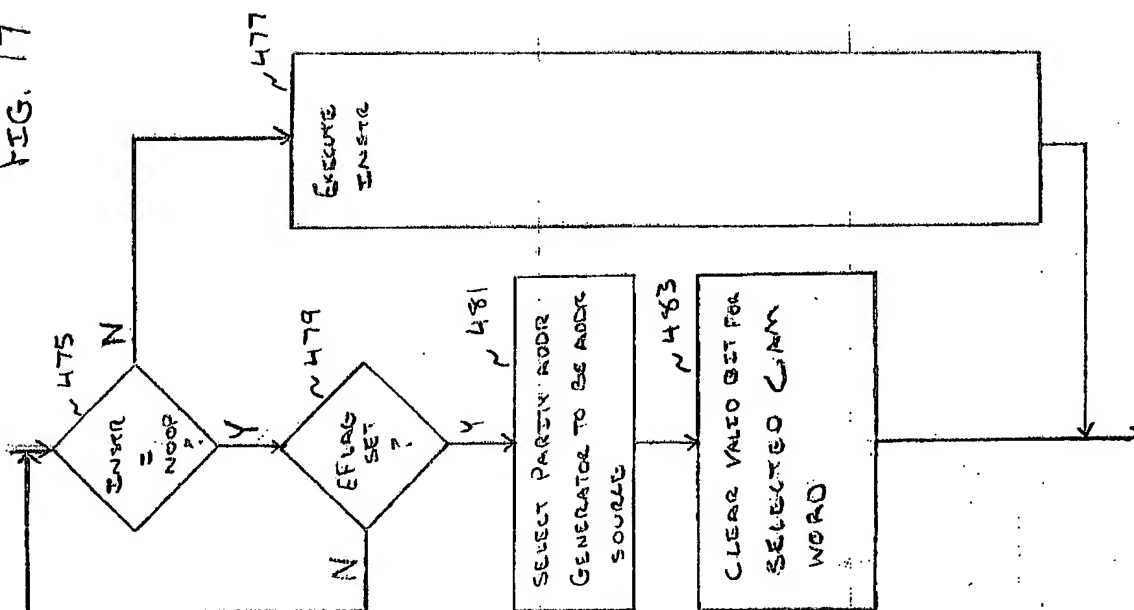 FIG. 17
475
INSTR
=
NOOP
?
N
Y
477
EXECUTE
INSTR
479
EFLAG
SET
?
N
Y
481
SELECT PARITY ADDR
GENERATOR TO BE ADDR
SOURCE
483
CLEAR VALID BIT FOR
SELECTED CAM
WORD